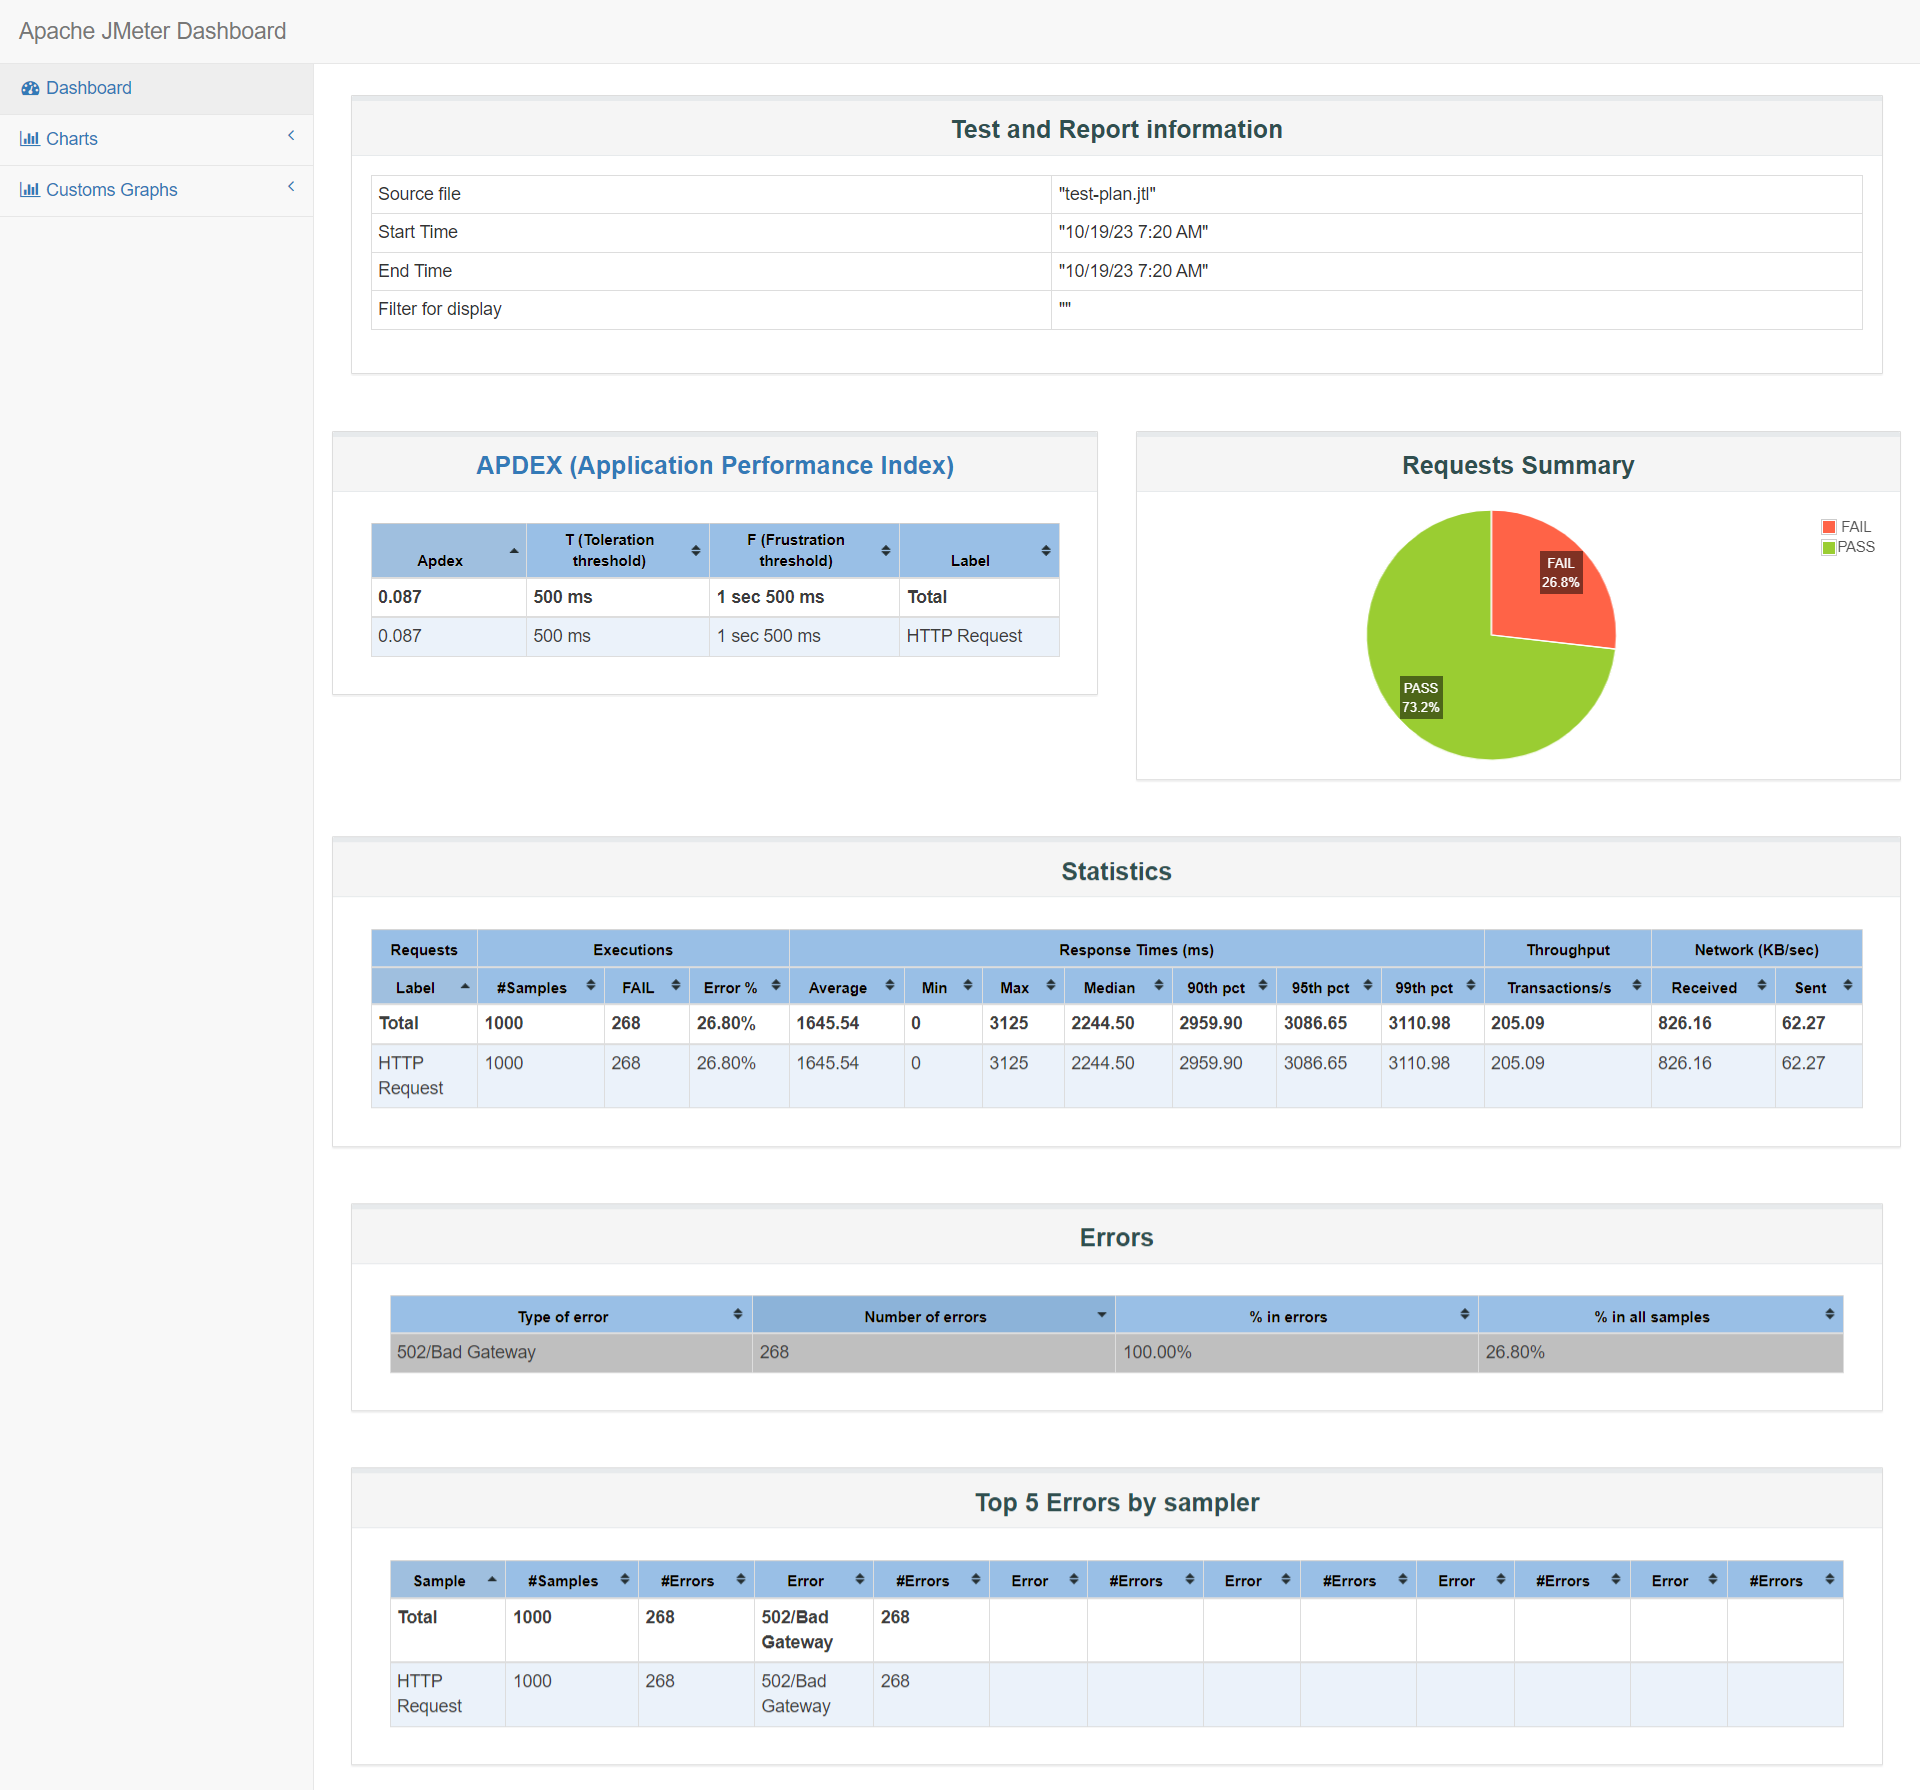 Apache JMeter Dashboard
Dashboard
Charts
Customs Graphs
Test and Report information
Source file "test-plan.jtl"
Start Time "10/19/23 7:20 AM"
End Time "10/19/23 7:20 AM"
Filter for display ""
APDEX (Application Performance Index)
Apdex T (Toleration threshold) F (Frustration threshold) Label
0.087 500 ms 1 sec 500 ms Total
0.087 500 ms 1 sec 500 ms HTTP Request
Requests Summary
FAIL
PASS
FAIL
26.8%
PASS
73.2%
Statistics
Requests Executions Response Times (ms) Throughput Network (KB/sec)
Label #Samples FAIL Error % Average Min Max Median 90th pct 95th pct 99th pct Transactions/s Received Sent
Total 1000 268 26.80% 1645.54 0 3125 2244.50 2959.90 3086.65 3110.98 205.09 826.16 62.27
HTTP Request 1000 268 26.80% 1645.54 0 3125 2244.50 2959.90 3086.65 3110.98 205.09 826.16 62.27
Errors
Type of error Number of errors % in errors % in all samples
502/Bad Gateway 268 100.00% 26.80%
Top 5 Errors by sampler
Sample #Samples #Errors Error #Errors Error #Errors Error #Errors Error #Errors Error #Errors
Total 1000 268 502/Bad Gateway 268
HTTP Request 1000 268 502/Bad Gateway 268